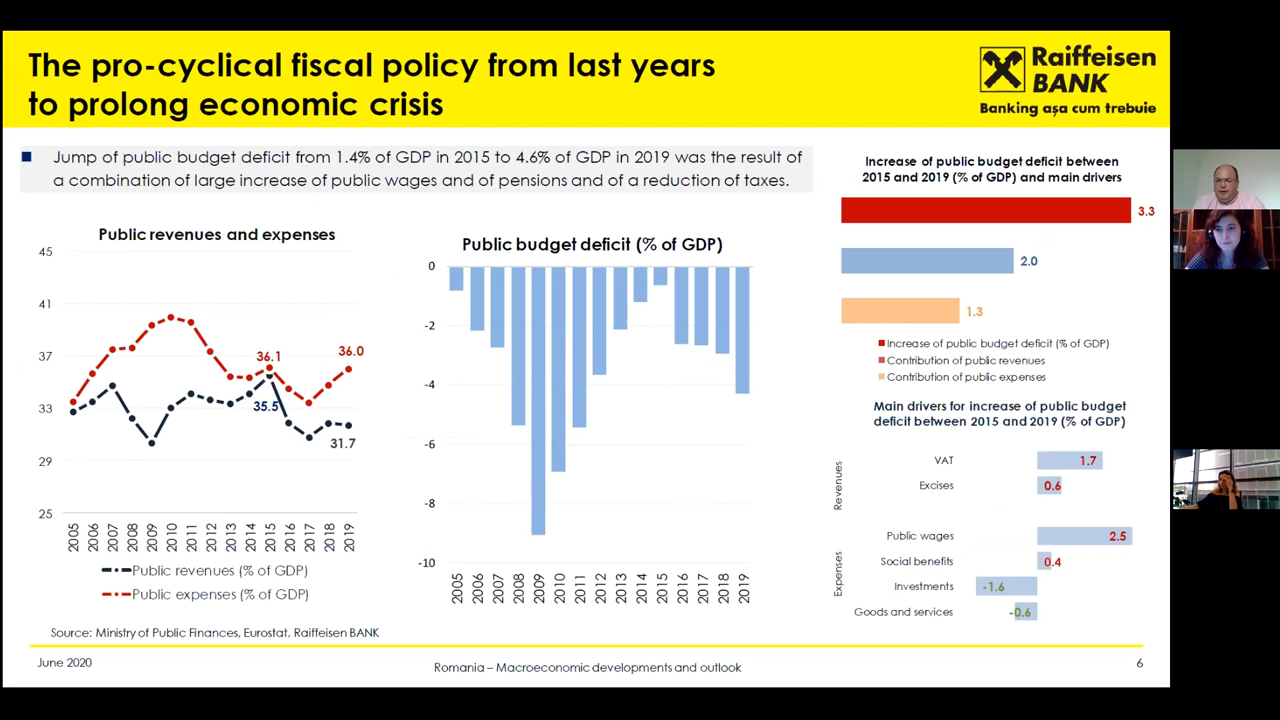 The pro-cyclical fiscal policy from last years
to prolong economic crisis
Raiffeisen
BANK
Banking așa cum trebuie
Jump of public budget deficit from 1.4% of GDP in 2015 to 4.6% of GDP in 2019 was the result of
a combination of large increase of public wages and of pensions and of a reduction of taxes.
Public revenues and expenses
45
41
37
33
29
25
36.1
36.0
35.5
31.7
2005 2006 2007 2008 2009 2010 2011 2012 2013 2014 2015 2016 2017 2018 2019
Public revenues (% of GDP)
Public expenses (% of GDP)
Public budget deficit (% of GDP)
0
-2
-4
-6
-8
-10
2005 2006 2007 2008 2009 2010 2011 2012 2013 2014 2015 2016 2017 2018 2019
Increase of public budget deficit between
2015 and 2019 (% of GDP) and main drivers
3.3
2.0
1.3
Increase of public budget deficit (% of GDP)
Contribution of public revenues
Contribution of public expenses
Main drivers for increase of public budget
deficit between 2015 and 2019 (% of GDP)
Revenues
VAT 1.7
Excises 0.6
Expenses
Public wages 2.5
Social benefits 0.4
Investments -1.6
Goods and services -0.6
Source: Ministry of Public Finances, Eurostat, Raiffeisen BANK
June 2020
Romania – Macroeconomic developments and outlook
6